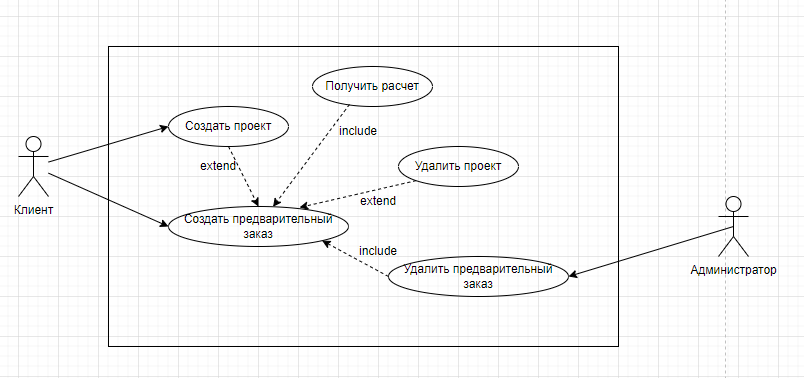 Получить расчет
Создать проект
include
extend
Удалить проект
extend
Клиент
Создать предварительный
заказ
include
Удалить предварительный
заказ
Администратор